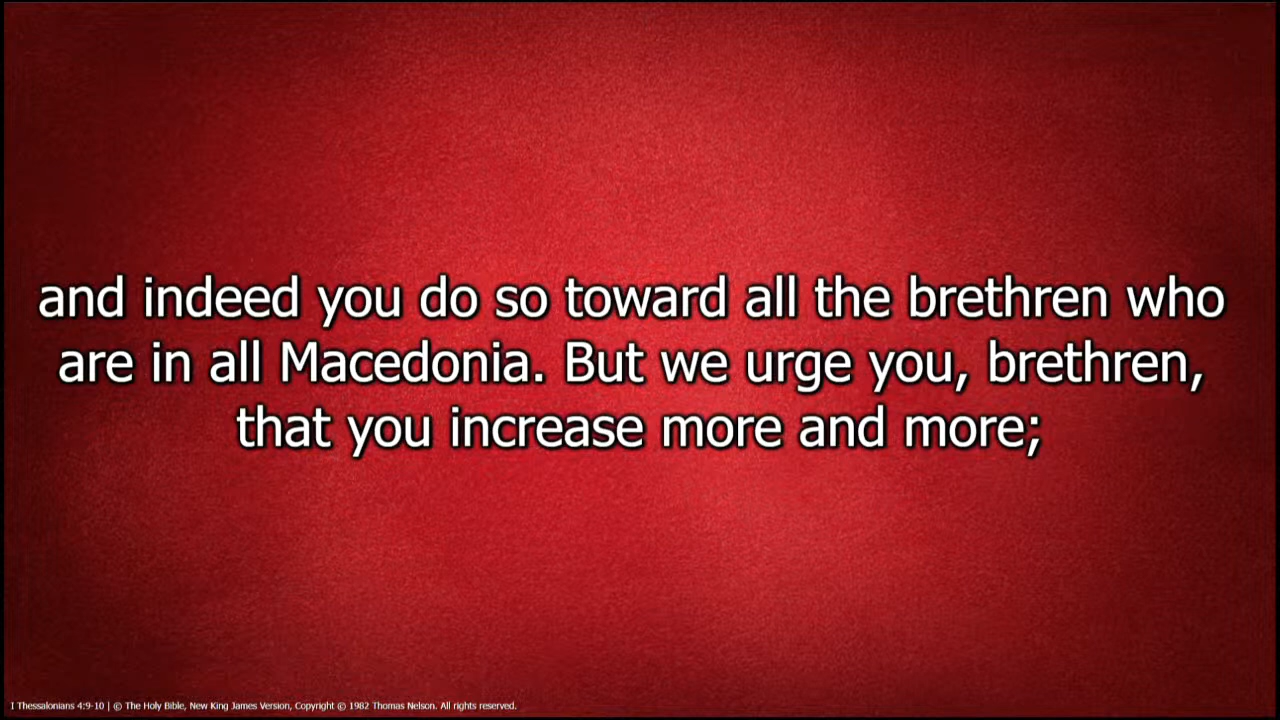 and indeed you do so toward all the brethren who
are in all Macedonia. But we urge you, brethren,
that you increase more and more;
I Thessalonians 4:9-10 | © The Holy Bible, New King James Version, Copyright © 1982 Thomas Nelson. All rights reserved.